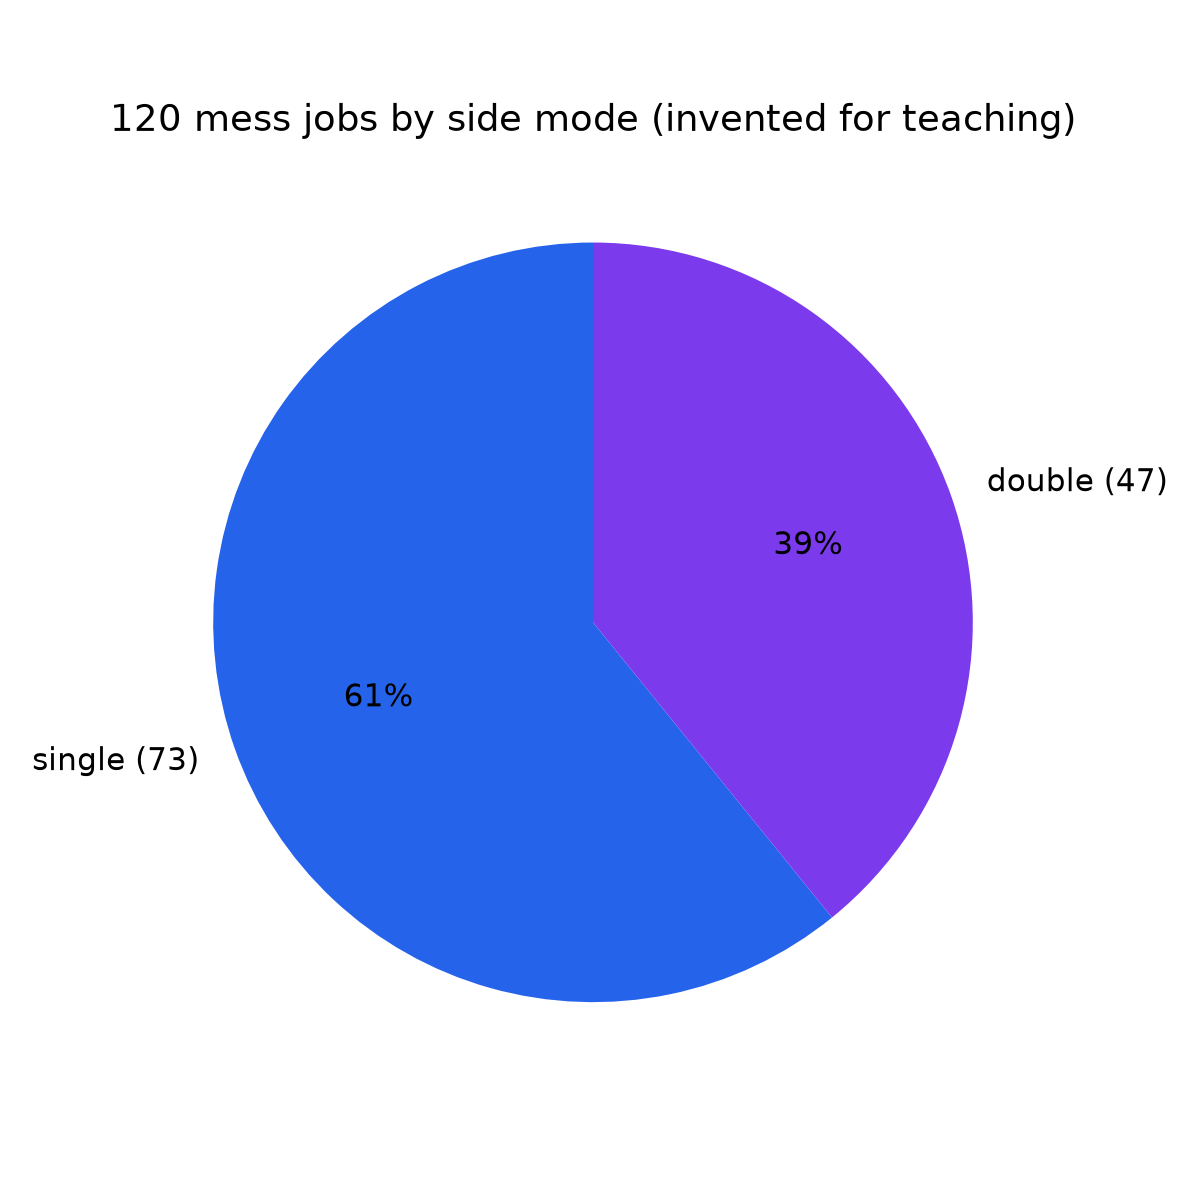 120 mess jobs by side mode (invented for teaching)
double (47)
39%
61%
single (73)